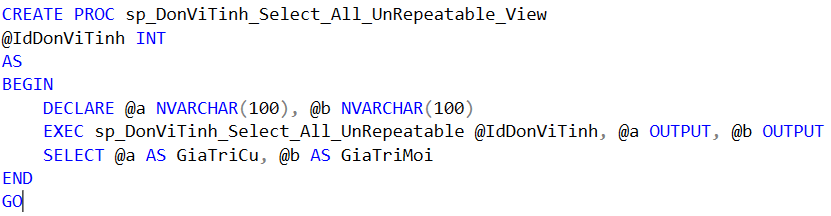 CREATE PROC sp_DonViTinh_Select_All_UnRepeatable_View
@IdDonViTinh INT
AS
BEGIN
    DECLARE @a NVARCHAR(100), @b NVARCHAR(100)
    EXEC sp_DonViTinh_Select_All_UnRepeatable @IdDonViTinh, @a OUTPUT, @b OUTPUT
    SELECT @a AS GiaTriCu, @b AS GiaTriMoi
END
GO